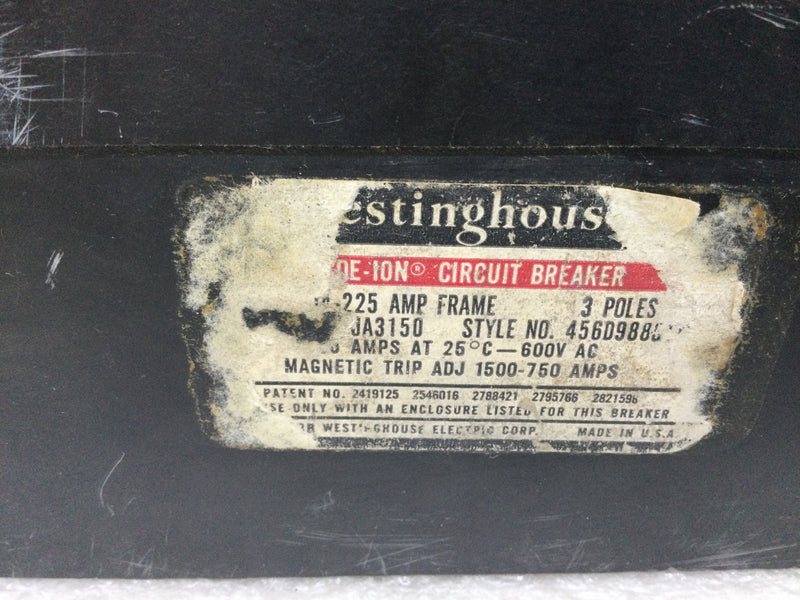 estinghous
DE-ION® CIRCUIT BREAKER
-225 AMP FRAME 3 POLES
JA3150 STYLE NO. 456D988
AMPS AT 25°C—600V AC
MAGNETIC TRIP ADJ 1500-750 AMPS
PATENT NO. 2419125 2546016 2788421 2795766 2821596
SE ONLY WITH AN ENCLOSURE LISTED FOR THIS BREAKER
WESTINGHOUSE ELECTRIC CORP. MADE IN U.S.A